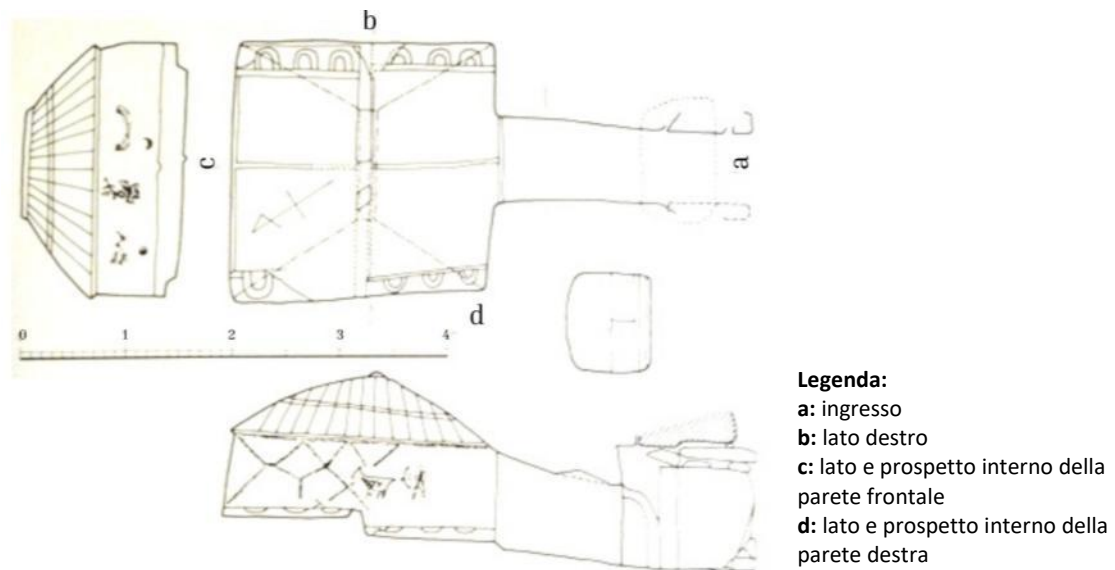 b
c
a
d
0 1 2 3 4
Legenda:
a: ingresso
b: lato destro
c: lato e prospetto interno della
parete frontale
d: lato e prospetto interno della
parete destra